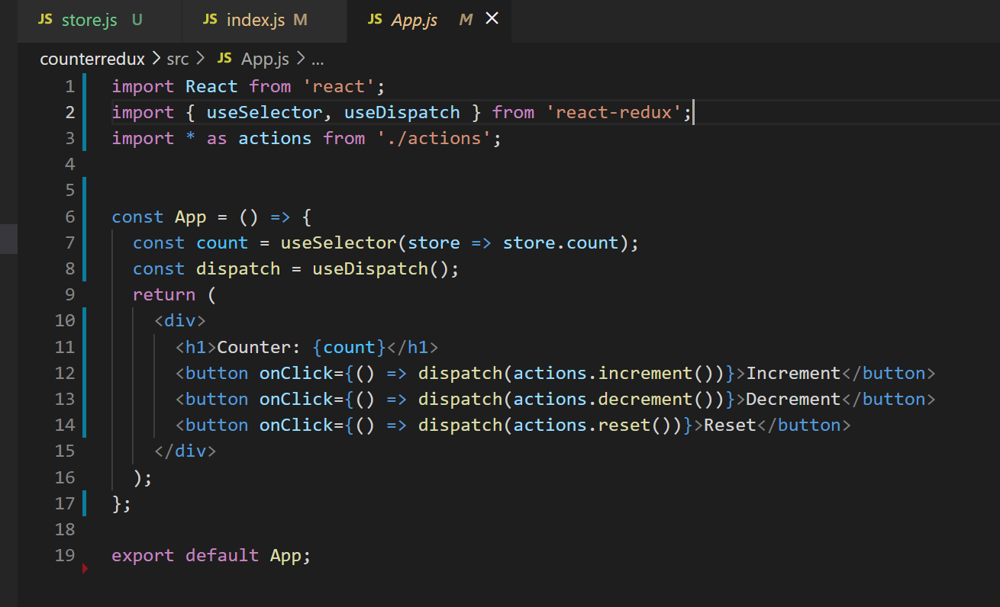 JS store.js U JS index.js M JS App.js M ×
counterredux > src > JS App.js > ...
1 import React from 'react';
2 import { useSelector, useDispatch } from 'react-redux';
3 import * as actions from './actions';
4
5
6 const App = () => {
7 const count = useSelector(store => store.count);
8 const dispatch = useDispatch();
9 return (
10 <div>
11 <h1>Counter: {count}</h1>
12 <button onClick={() => dispatch(actions.increment())}>Increment</button>
13 <button onClick={() => dispatch(actions.decrement())}>Decrement</button>
14 <button onClick={() => dispatch(actions.reset())}>Reset</button>
15 </div>
16 );
17 };
18
19 export default App;